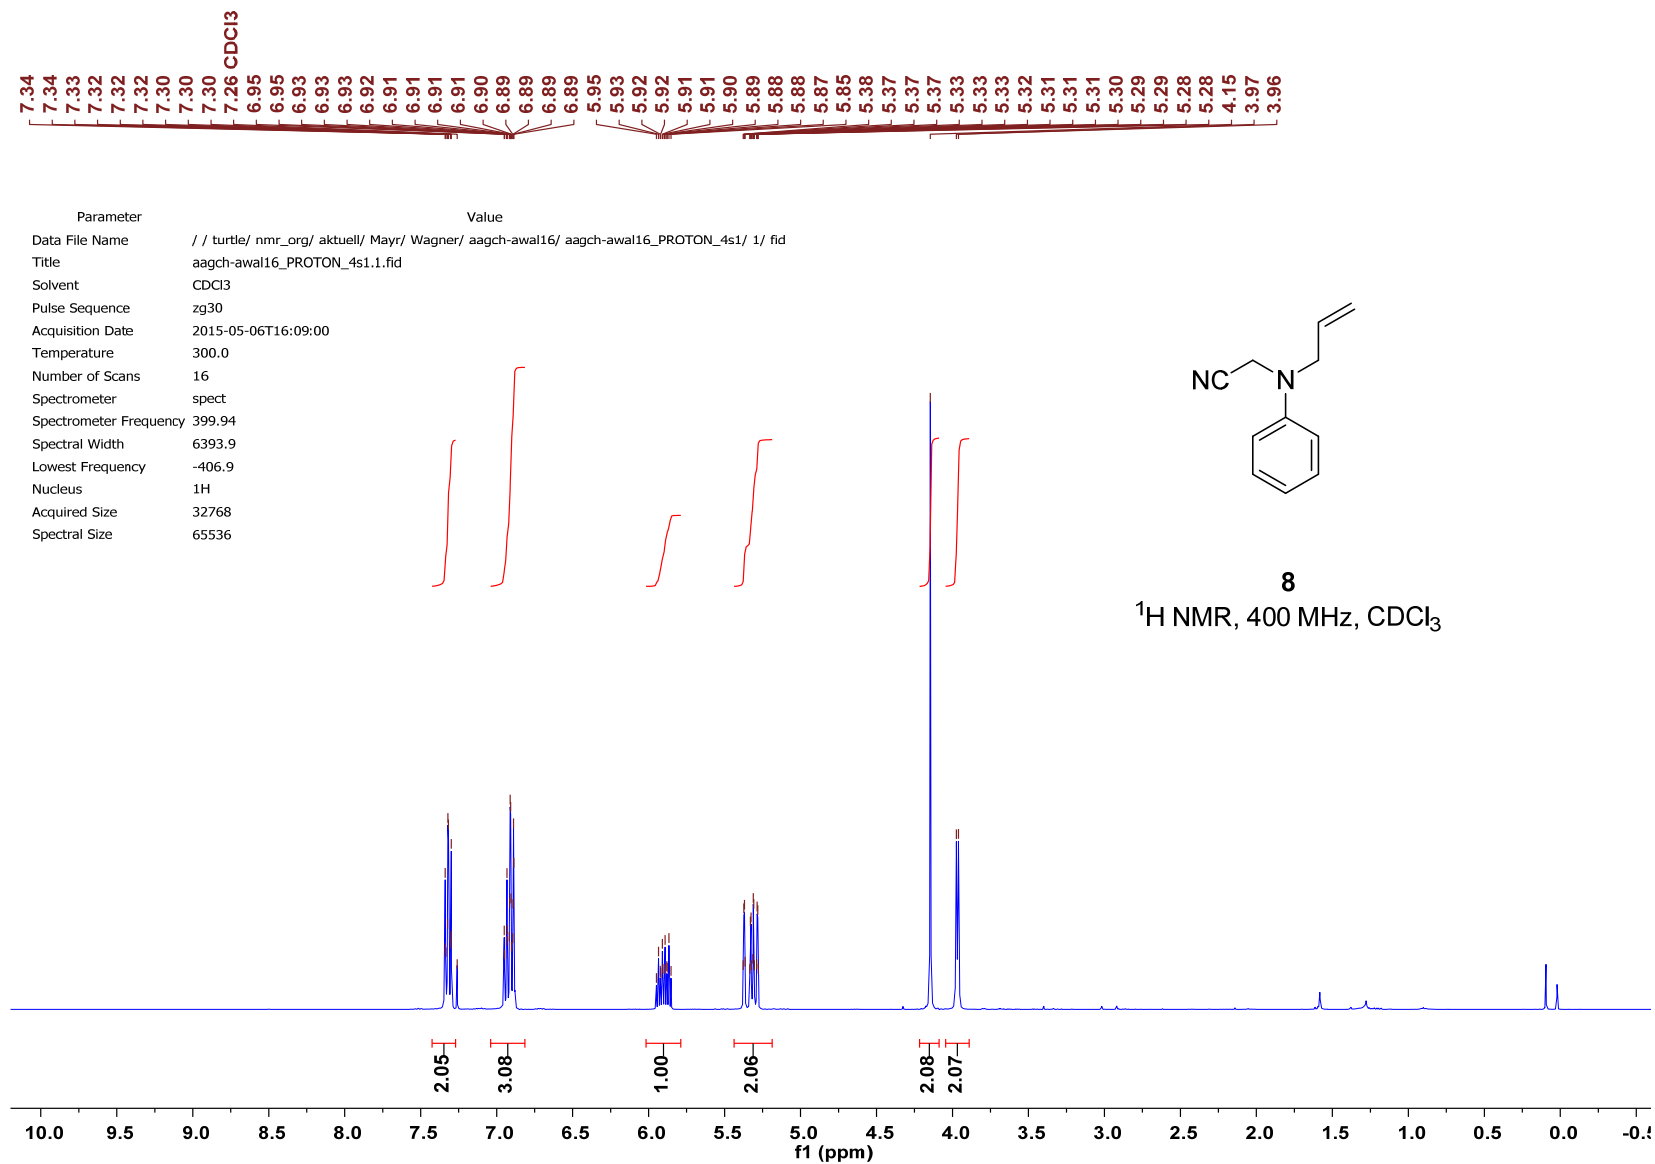 7.34
7.34
7.33
7.32
7.32
7.32
7.30
7.30
7.30
7.26 CDCl3
6.95
6.95
6.93
6.93
6.93
6.92
6.91
6.91
6.91
6.91
6.90
6.89
6.89
6.89
6.89
5.95
5.93
5.92
5.92
5.91
5.91
5.90
5.89
5.88
5.88
5.87
5.85
5.38
5.37
5.37
5.37
5.33
5.33
5.33
5.32
5.31
5.31
5.31
5.30
5.29
5.29
5.28
5.28
4.15
3.97
3.96
Parameter Value
Data File Name / / turtle/ nmr_org/ aktuell/ Mayr/ Wagner/ aagch-awal16/ aagch-awal16_PROTON_4s1/ 1/ fid
Title aagch-awal16_PROTON_4s1.1.fid
Solvent CDCl3
Pulse Sequence zg30
Acquisition Date 2015-05-06T16:09:00
Temperature 300.0
Number of Scans 16
Spectrometer spect
Spectrometer Frequency 399.94
Spectral Width 6393.9
Lowest Frequency -406.9
Nucleus 1H
Acquired Size 32768
Spectral Size 65536
NC N
8
¹H NMR, 400 MHz, CDCl₃
2.05 3.08 1.00 2.06 2.08 2.07
10.0 9.5 9.0 8.5 8.0 7.5 7.0 6.5 6.0 5.5 5.0 4.5 4.0 3.5 3.0 2.5 2.0 1.5 1.0 0.5 0.0
f1 (ppm)